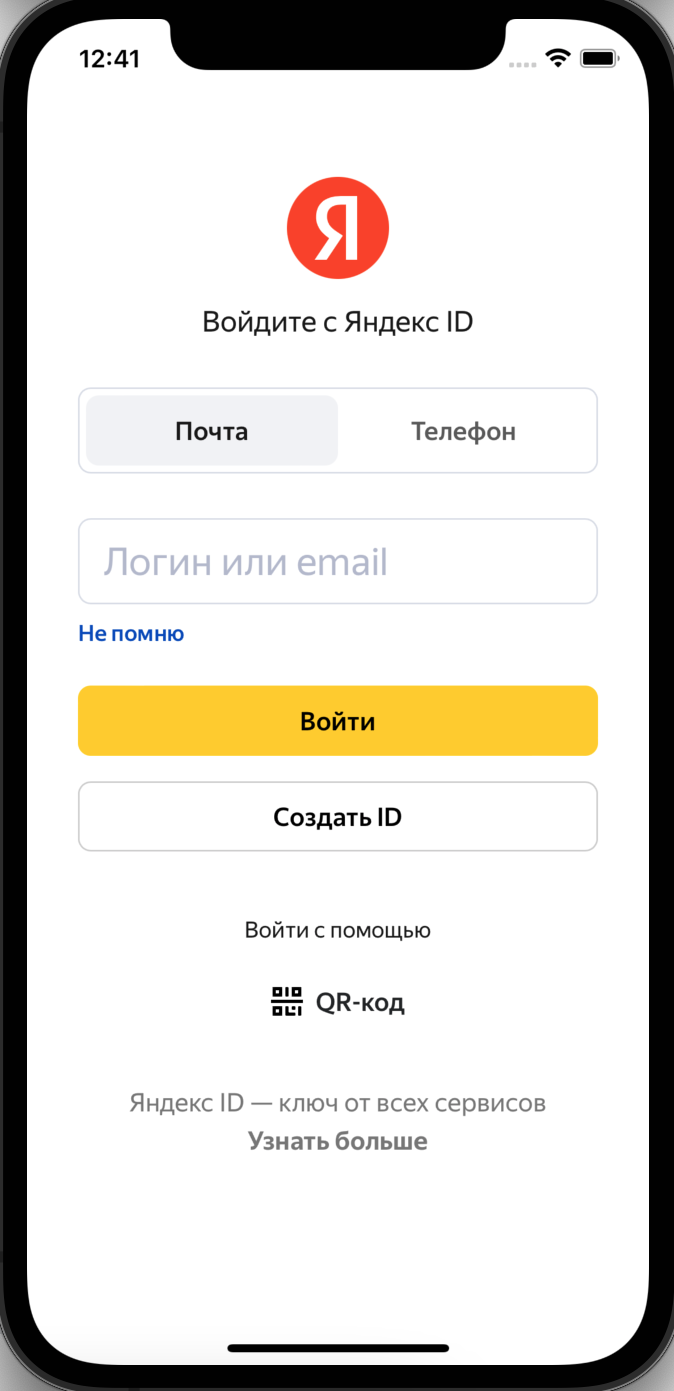 12:41
Я
Войдите с Яндекс ID
Почта Телефон
Логин или email
Не помню
Войти
Создать ID
Войти с помощью
QR-код
Яндекс ID — ключ от всех сервисов
Узнать больше